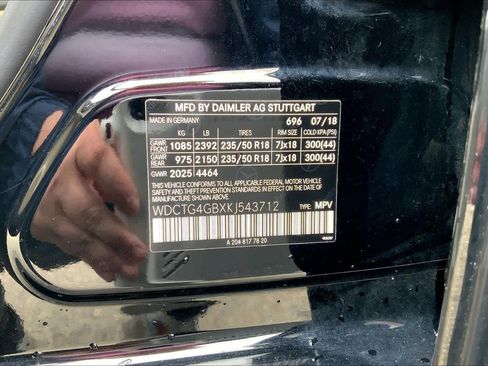 MFD BY DAIMLER AG STUTTGART
MADE IN GERMANY 696 07/18
KG LB TIRES RIM SIZE COLD KPA (PSI)
GAWR FRONT 1085 2392 235/50 R18 7Jx18 300(44)
GAWR REAR 975 2150 235/50 R18 7Jx18 300(44)
GVWR 2025 4464
THIS VEHICLE CONFORMS TO ALL APPLICABLE FEDERAL MOTOR VEHICLE
SAFETY AND THEFT PREVENTION STANDARDS IN EFFECT ON THE DATE OF
MANUFACTURE SHOWN ABOVE.
WDCTG4GBXKJ543712 TYPE: MPV
A 204 817 78 20